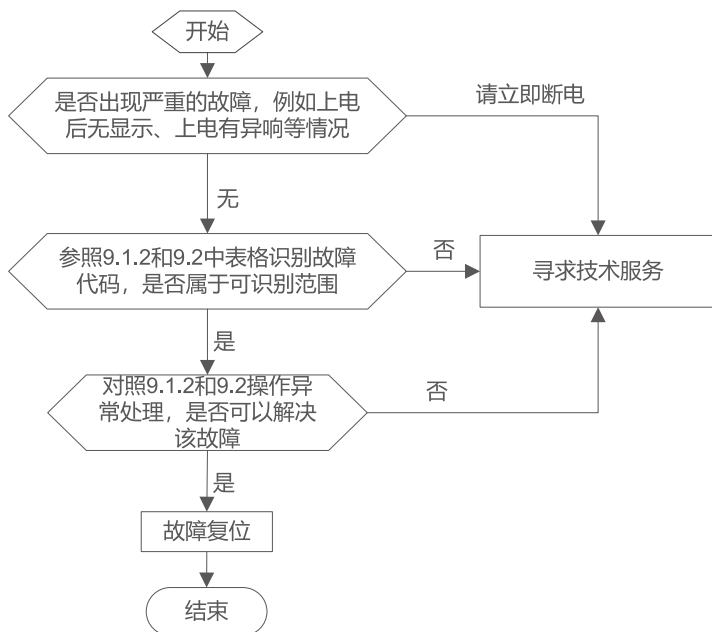 开始
是否出现严重的故障，例如上电
后无显示、上电有异响等情况
请立即断电
无
参照9.1.2和9.2中表格识别故障
代码，是否属于可识别范围
否
寻求技术服务
是
对照9.1.2和9.2操作异
常处理，是否可以解决
该故障
否
是
故障复位
结束